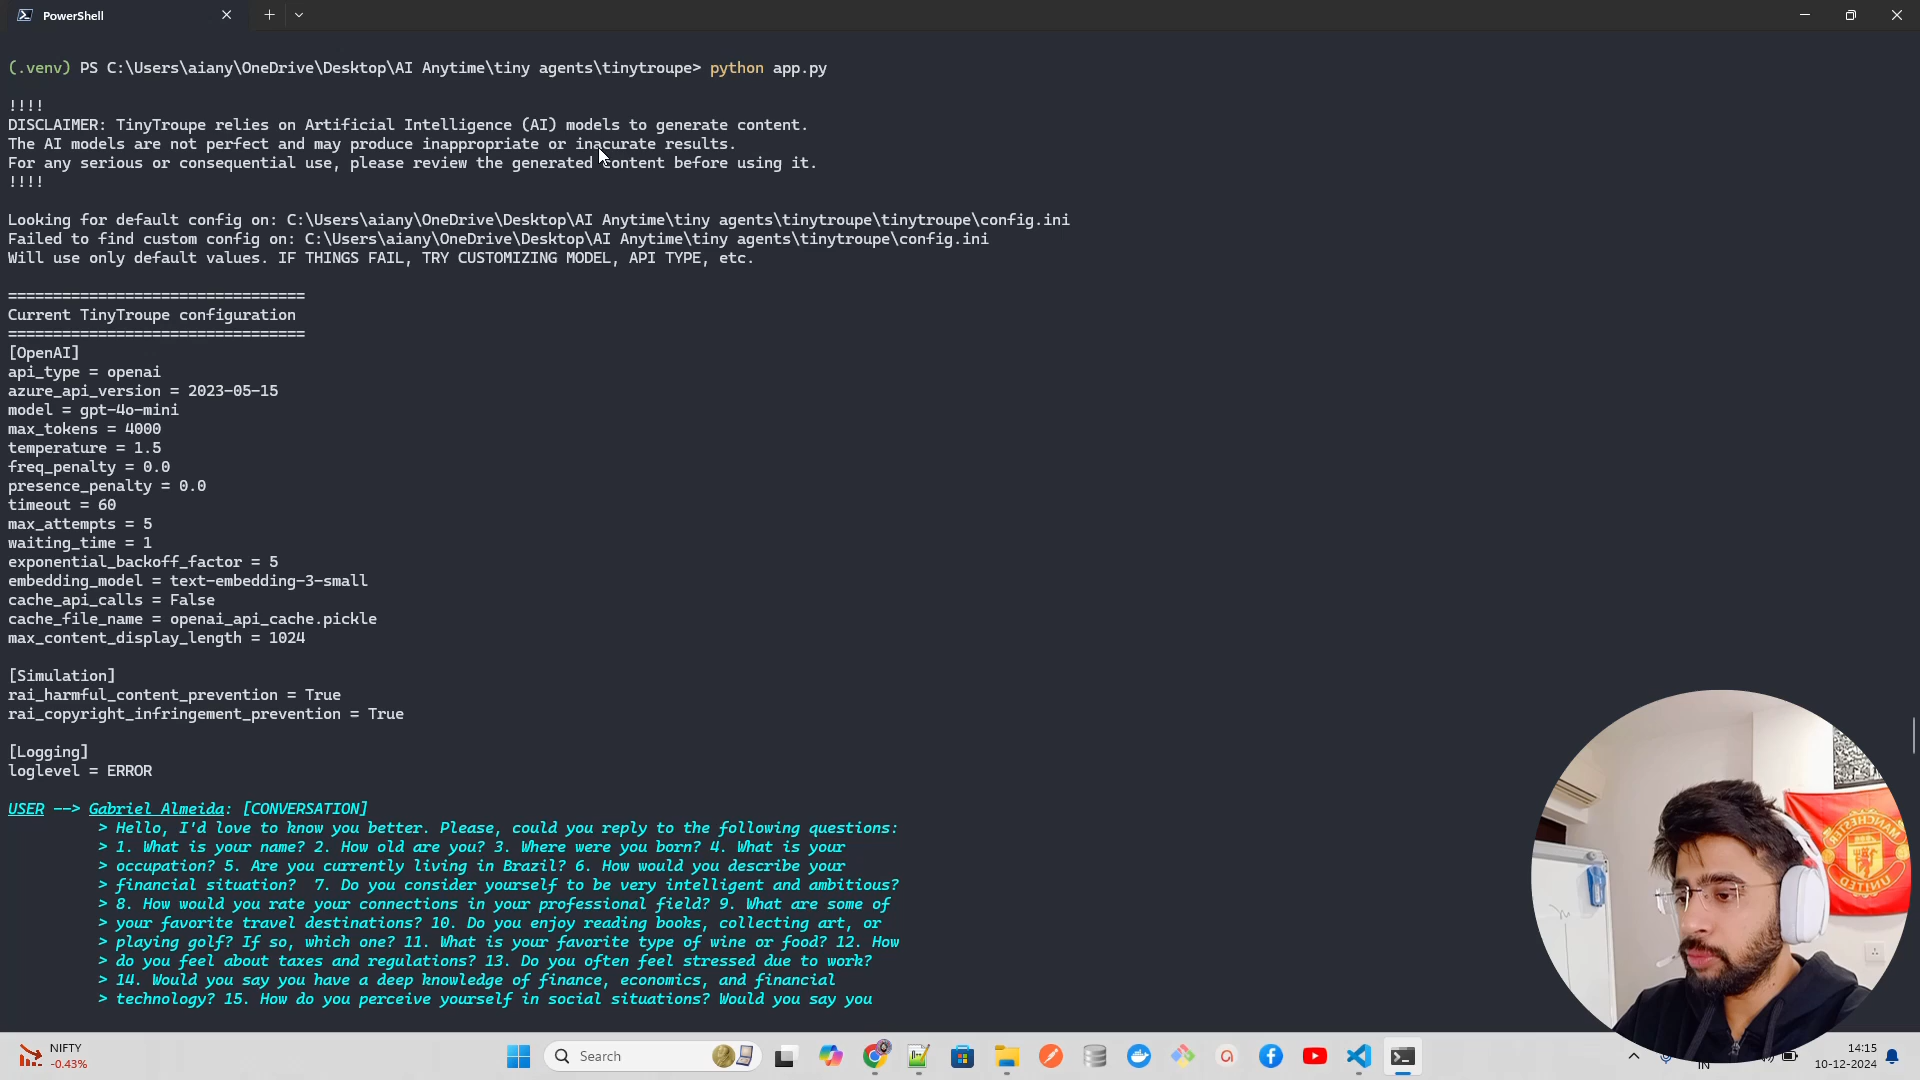 PowerShell
(.venv) PS C:\Users\aiany\OneDrive\Desktop\AI Anytime\tiny agents\tinytroupe> python app.py
!!!!
DISCLAIMER: TinyTroupe relies on Artificial Intelligence (AI) models to generate content.
The AI models are not perfect and may produce inappropriate or inacurate results.
For any serious or consequential use, please review the generated content before using it.
!!!!
Looking for default config on: C:\Users\aiany\OneDrive\Desktop\AI Anytime\tiny agents\tinytroupe\tinytroupe\config.ini
Failed to find custom config on: C:\Users\aiany\OneDrive\Desktop\AI Anytime\tiny agents\tinytroupe\config.ini
Will use only default values. IF THINGS FAIL, TRY CUSTOMIZING MODEL, API TYPE, etc.
=================================
Current TinyTroupe configuration
=================================
[OpenAI]
api_type = openai
azure_api_version = 2023-05-15
model = gpt-4o-mini
max_tokens = 4000
temperature = 1.5
freq_penalty = 0.0
presence_penalty = 0.0
timeout = 60
max_attempts = 5
waiting_time = 1
exponential_backoff_factor = 5
embedding_model = text-embedding-3-small
cache_api_calls = False
cache_file_name = openai_api_cache.pickle
max_content_display_length = 1024
[Simulation]
rai_harmful_content_prevention = True
rai_copyright_infringement_prevention = True
[Logging]
loglevel = ERROR
USER --> Gabriel Almeida: [CONVERSATION]
> Hello, I'd love to know you better. Please, could you reply to the following questions:
> 1. What is your name? 2. How old are you? 3. Where were you born? 4. What is your
> occupation? 5. Are you currently living in Brazil? 6. How would you describe your
> financial situation?  7. Do you consider yourself to be very intelligent and ambitious?
> 8. How would you rate your connections in your professional field? 9. What are some of
> your favorite travel destinations? 10. Do you enjoy reading books, collecting art, or
> playing golf? If so, which one? 11. What is your favorite type of wine or food? 12. How
> do you feel about taxes and regulations? 13. Do you often feel stressed due to work?
> 14. Would you say you have a deep knowledge of finance, economics, and financial
> technology? 15. How do you perceive yourself in social situations? Would you say you
MANCHESTER
UNITED
NIFTY
-0.43%
Search
IN
14:15
10-12-2024